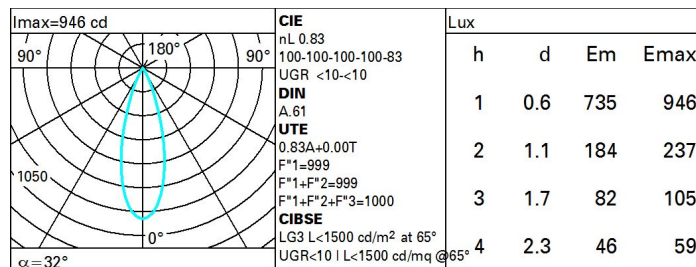 Imax=946 cd
90°
180°
90°
1050
0°
α=32°
CIE
nL 0.83
100-100-100-100-83
UGR <10-<10
DIN
A.61
UTE
0.83A+0.00T
F"1=999
F"1+F"2=999
F"1+F"2+F"3=1000
CIBSE
LG3 L<1500 cd/m² at 65°
UGR<10 | L<1500 cd/mq @65°
Lux
h d Em Emax
1 0.6 735 946
2 1.1 184 237
3 1.7 82 105
4 2.3 46 59